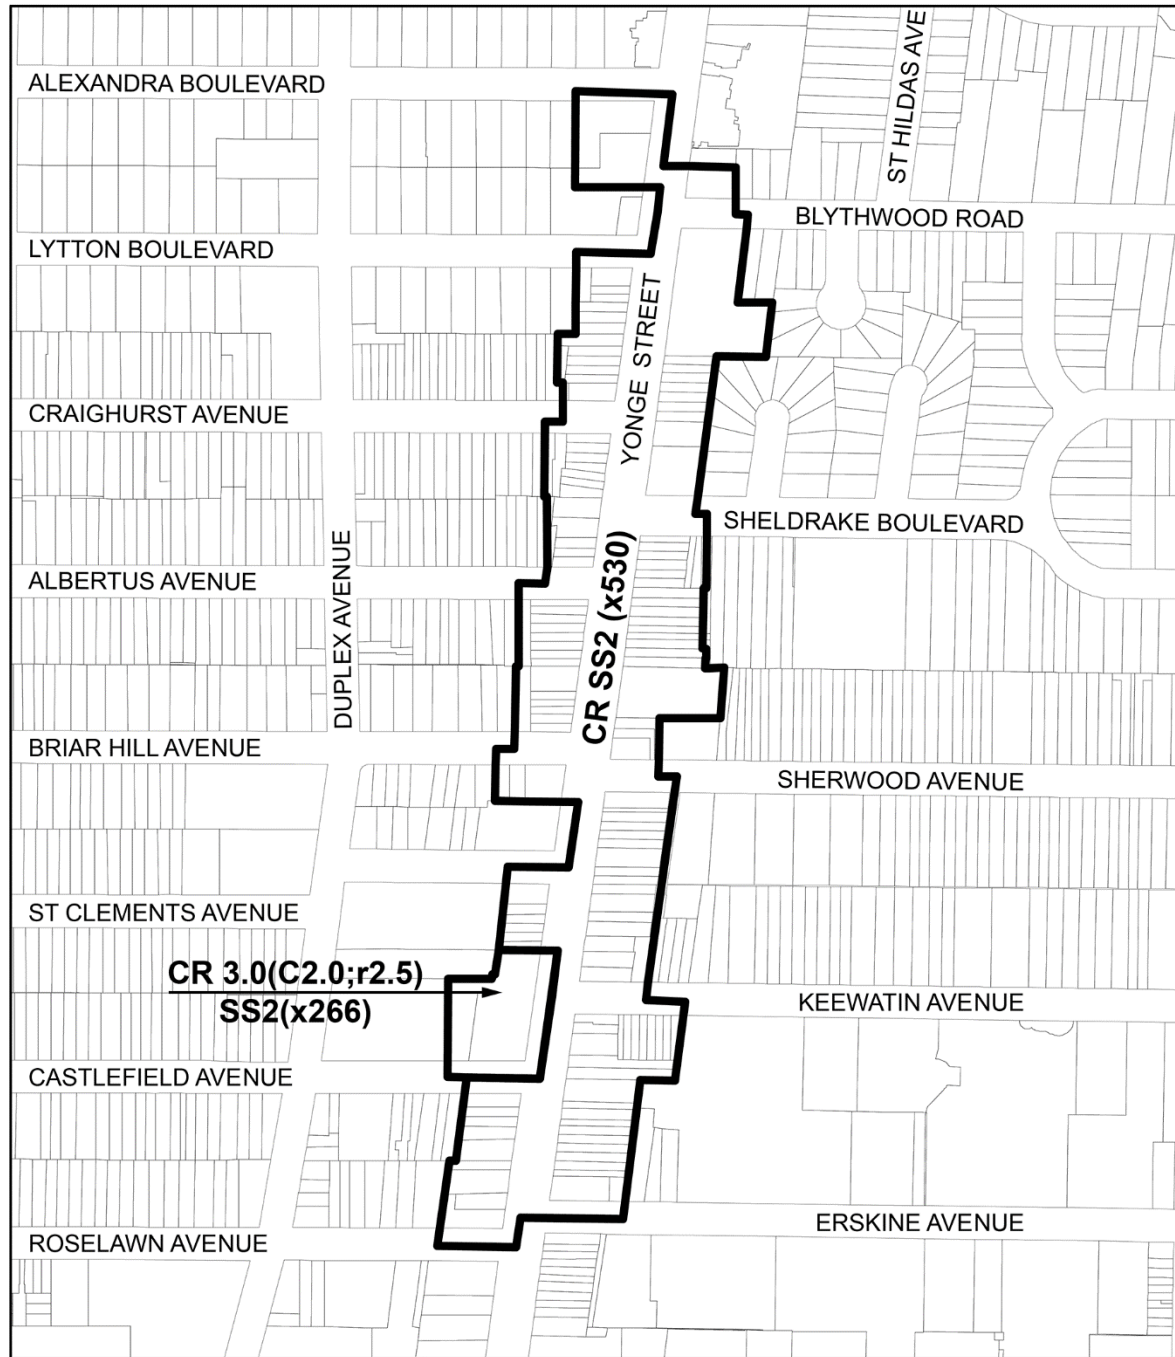 ALEXANDRA BOULEVARD
ST HILDAS AVE
BLYTHWOOD ROAD
LYTTON BOULEVARD
YONGE STREET
CRAIGHURST AVENUE
SHELDRAKE BOULEVARD
ALBERTUS AVENUE
DUPLEX AVENUE
CR SS2 (x530)
BRIAR HILL AVENUE
SHERWOOD AVENUE
ST CLEMENTS AVENUE
CR 3.0(C2.0;r2.5)
SS2(x266)
KEEWATIN AVENUE
CASTLEFIELD AVENUE
ERSKINE AVENUE
ROSELAWN AVENUE